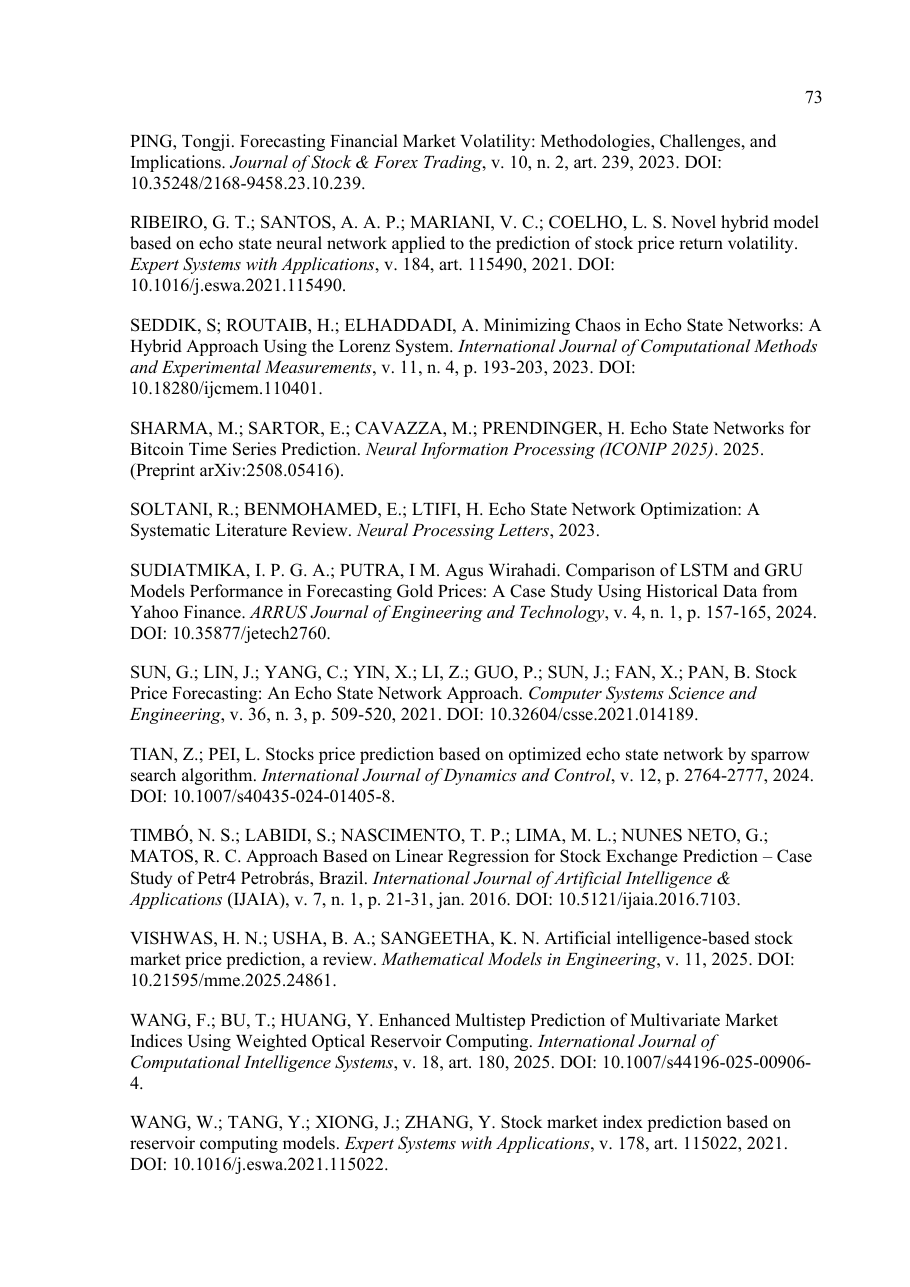 73
PING, Tongji. Forecasting Financial Market Volatility: Methodologies, Challenges, and
Implications. Journal of Stock & Forex Trading, v. 10, n. 2, art. 239, 2023. DOI:
10.35248/2168-9458.23.10.239.
RIBEIRO, G. T.; SANTOS, A. A. P.; MARIANI, V. C.; COELHO, L. S. Novel hybrid model
based on echo state neural network applied to the prediction of stock price return volatility.
Expert Systems with Applications, v. 184, art. 115490, 2021. DOI:
10.1016/j.eswa.2021.115490.
SEDDIK, S; ROUTAIB, H.; ELHADDADI, A. Minimizing Chaos in Echo State Networks: A
Hybrid Approach Using the Lorenz System. International Journal of Computational Methods
and Experimental Measurements, v. 11, n. 4, p. 193-203, 2023. DOI:
10.18280/ijcmem.110401.
SHARMA, M.; SARTOR, E.; CAVAZZA, M.; PRENDINGER, H. Echo State Networks for
Bitcoin Time Series Prediction. Neural Information Processing (ICONIP 2025). 2025.
(Preprint arXiv:2508.05416).
SOLTANI, R.; BENMOHAMED, E.; LTIFI, H. Echo State Network Optimization: A
Systematic Literature Review. Neural Processing Letters, 2023.
SUDIATMIKA, I. P. G. A.; PUTRA, I M. Agus Wirahadi. Comparison of LSTM and GRU
Models Performance in Forecasting Gold Prices: A Case Study Using Historical Data from
Yahoo Finance. ARRUS Journal of Engineering and Technology, v. 4, n. 1, p. 157-165, 2024.
DOI: 10.35877/jetech2760.
SUN, G.; LIN, J.; YANG, C.; YIN, X.; LI, Z.; GUO, P.; SUN, J.; FAN, X.; PAN, B. Stock
Price Forecasting: An Echo State Network Approach. Computer Systems Science and
Engineering, v. 36, n. 3, p. 509-520, 2021. DOI: 10.32604/csse.2021.014189.
TIAN, Z.; PEI, L. Stocks price prediction based on optimized echo state network by sparrow
search algorithm. International Journal of Dynamics and Control, v. 12, p. 2764-2777, 2024.
DOI: 10.1007/s40435-024-01405-8.
TIMBÓ, N. S.; LABIDI, S.; NASCIMENTO, T. P.; LIMA, M. L.; NUNES NETO, G.;
MATOS, R. C. Approach Based on Linear Regression for Stock Exchange Prediction – Case
Study of Petr4 Petrobrás, Brazil. International Journal of Artificial Intelligence &
Applications (IJAIA), v. 7, n. 1, p. 21-31, jan. 2016. DOI: 10.5121/ijaia.2016.7103.
VISHWAS, H. N.; USHA, B. A.; SANGEETHA, K. N. Artificial intelligence-based stock
market price prediction, a review. Mathematical Models in Engineering, v. 11, 2025. DOI:
10.21595/mme.2025.24861.
WANG, F.; BU, T.; HUANG, Y. Enhanced Multistep Prediction of Multivariate Market
Indices Using Weighted Optical Reservoir Computing. International Journal of
Computational Intelligence Systems, v. 18, art. 180, 2025. DOI: 10.1007/s44196-025-00906-
4.
WANG, W.; TANG, Y.; XIONG, J.; ZHANG, Y. Stock market index prediction based on
reservoir computing models. Expert Systems with Applications, v. 178, art. 115022, 2021.
DOI: 10.1016/j.eswa.2021.115022.